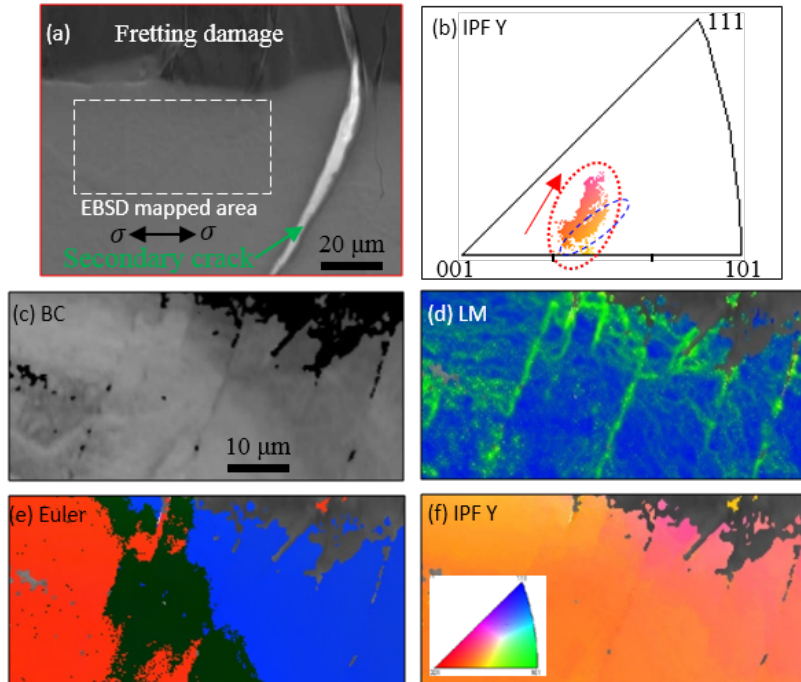 (a)
Fretting damage
EBSD mapped area
σ σ
Secondary crack
20 μm
(b) IPF Y
111
001
101
(c) BC
10 μm
(d) LM
(e) Euler
(f) IPF Y